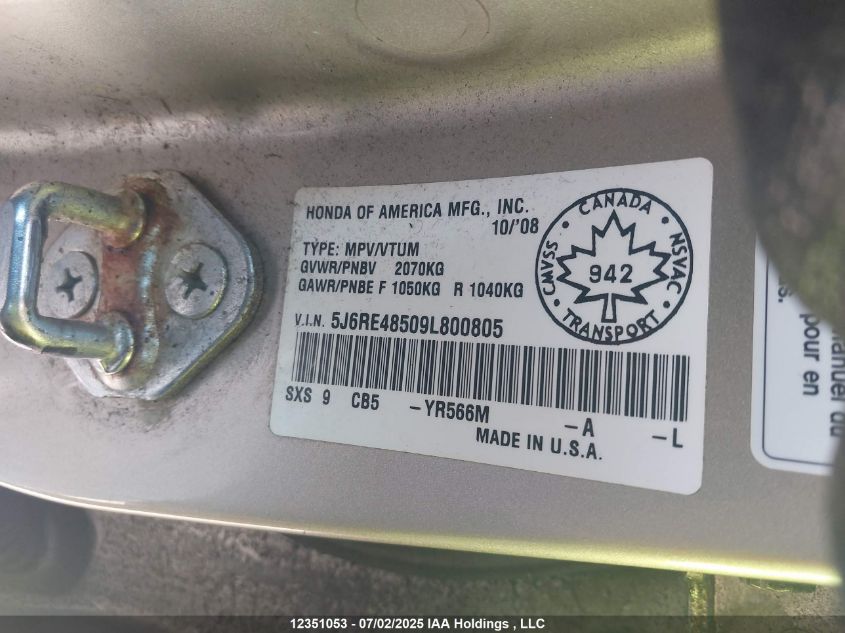 HONDA OF AMERICA MFG., INC.
10/'08
TYPE: MPV/VTUM
GVWR/PNBV 2070KG
GAWR/PNBE F 1050KG R 1040KG
V.I.N. 5J6RE48509L800805
SXS 9 CB5 -YR566M -A -L
MADE IN U.S.A.
CANADA
CMVSS 942 NSVAC
TRANSPORT
manuel du
pour en
12351053 - 07/02/2025 IAA Holdings , LLC